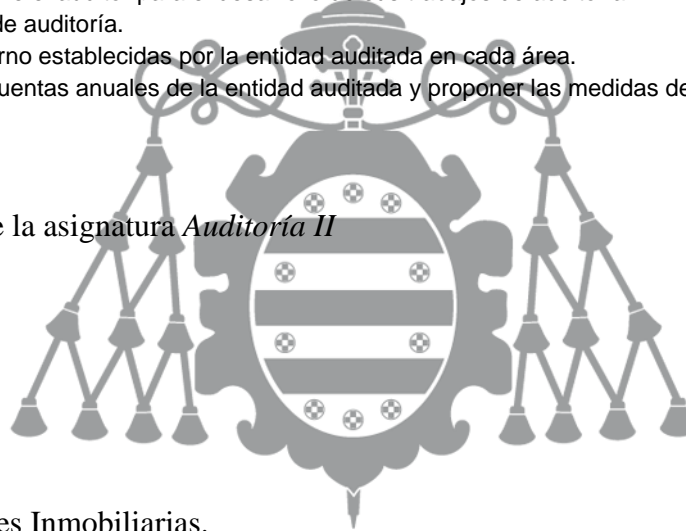 de auditoría.
rno establecidas por la entidad auditada en cada área.
uentas anuales de la entidad auditada y proponer las medidas de
e la asignatura Auditoría II
es Inmobiliarias.